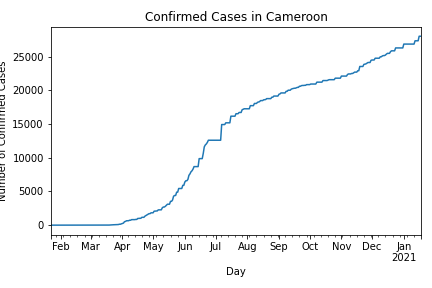 Confirmed Cases in Cameroon
Number of Confirmed Cases
25000
20000
15000
10000
5000
0
Feb Mar Apr May Jun Jul Aug Sep Oct Nov Dec Jan
2021
Day